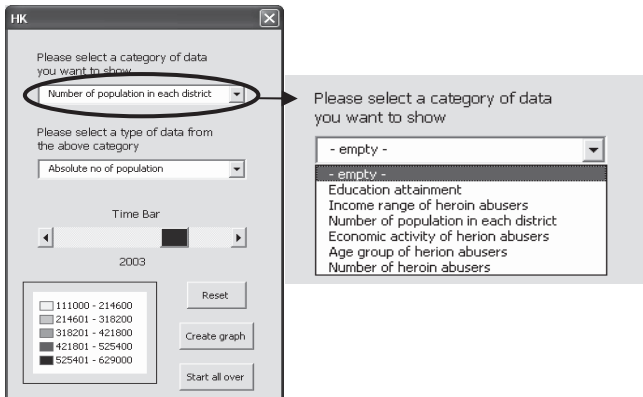 HK
Please select a category of data
you want to show
Number of population in each district
Please select a type of data from
the above category
Absolute no of population
Time Bar
2003
111000 - 214600
214601 - 318200
318201 - 421800
421801 - 525400
525401 - 629000
Reset
Create graph
Start all over
Please select a category of data
you want to show
- empty -
- empty -
Education attainment
Income range of heroin abusers
Number of population in each district
Economic activity of herion abusers
Age group of herion abusers
Number of heroin abusers